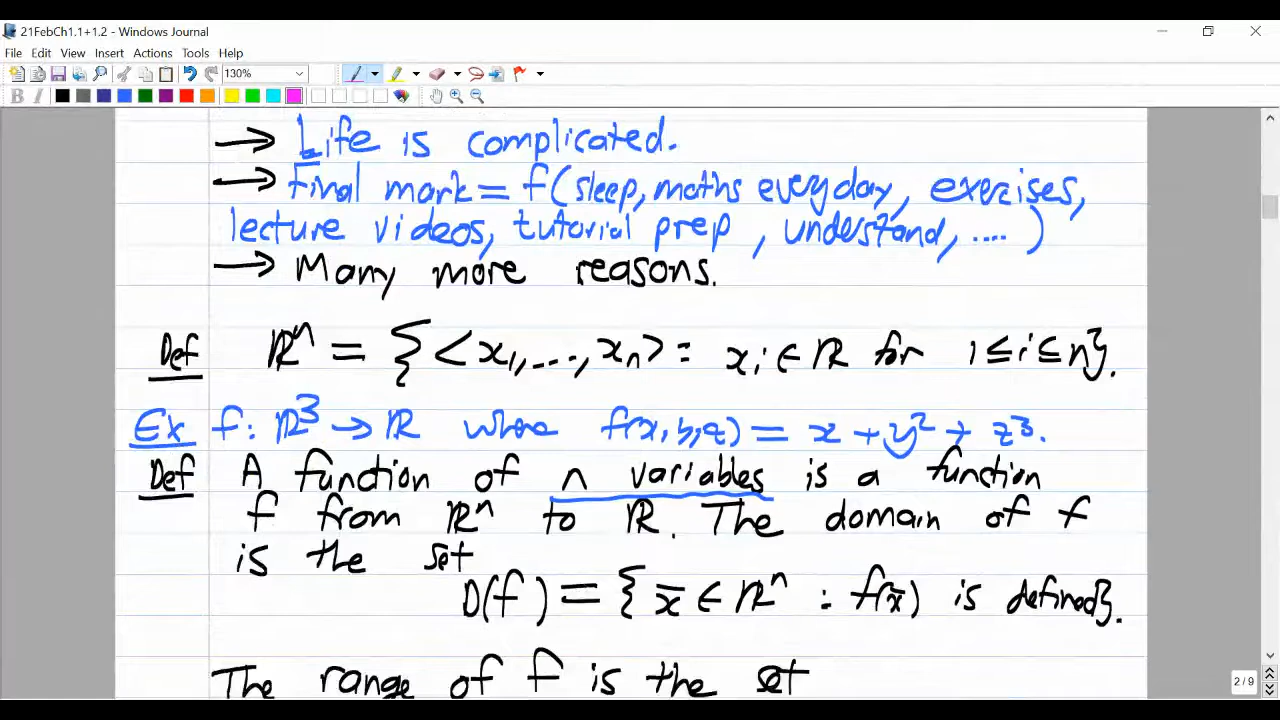 21FebCh1.1+1.2 - Windows Journal
File Edit View Insert Actions Tools Help
130%
B I
→ Life is complicated.
→ Final mark = f(sleep, maths everyday, exercises,
lecture videos, tutorial prep, understand, ....)
→ Many more reasons.
Def ℝⁿ = {<x₁,...,xₙ> : xᵢ ∈ ℝ for 1≤i≤n}.
Ex f: ℝ³ → ℝ where f(x,y,z) = x + y² + z³.
Def A function of n variables is a function
f from ℝⁿ to ℝ. The domain of f
is the set
D(f) = { x̄ ∈ ℝⁿ : f(x̄) is defined}.
The range of f is the set
2 / 9